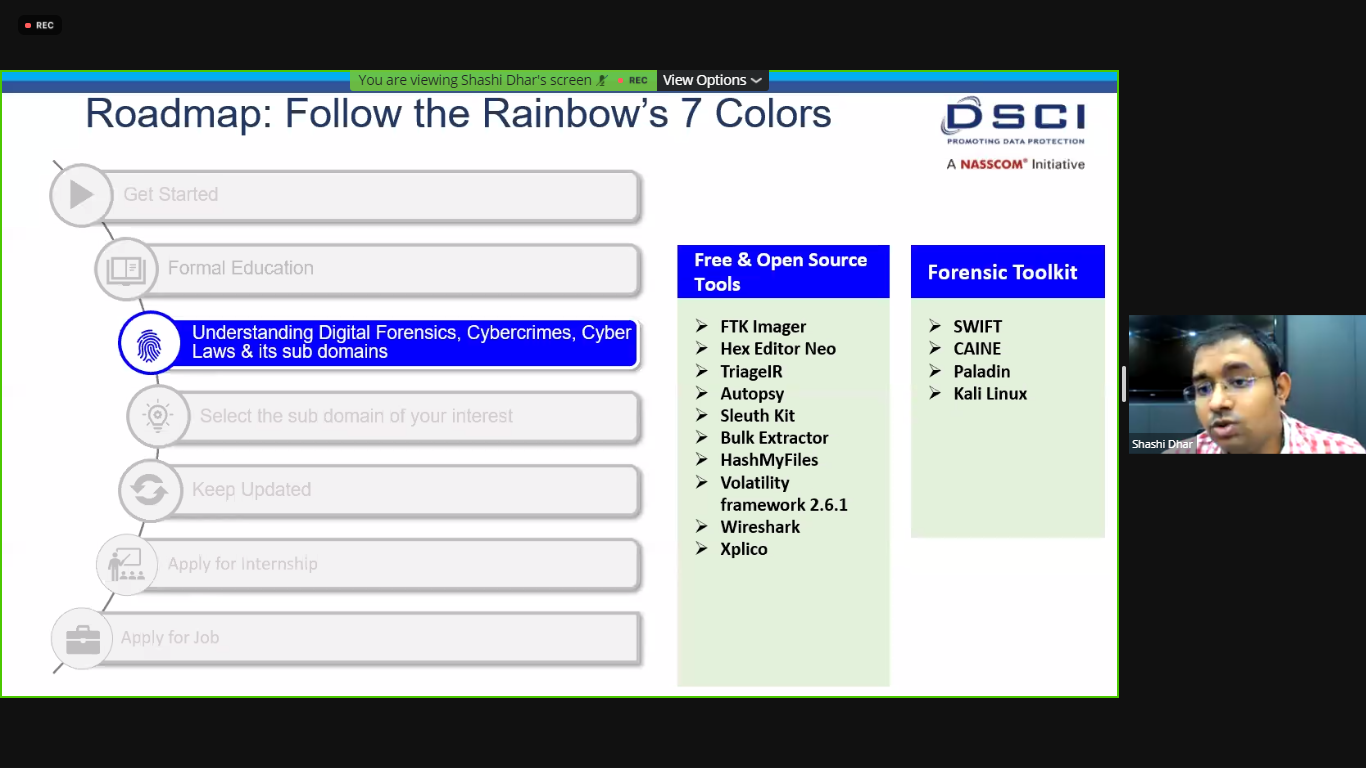 REC
You are viewing Shashi Dhar's screen
REC
View Options
Roadmap: Follow the Rainbow's 7 Colors
DSCI
PROMOTING DATA PROTECTION
A NASSCOM® Initiative
Get Started
Formal Education
Understanding Digital Forensics, Cybercrimes, Cyber
Laws & its sub domains
Select the sub domain of your interest
Keep Updated
Apply for Internship
Apply for Job
Free & Open Source
Tools
FTK Imager
Hex Editor Neo
TriageIR
Autopsy
Sleuth Kit
Bulk Extractor
HashMyFiles
Volatility
framework 2.6.1
Wireshark
Xplico
Forensic Toolkit
SWIFT
CAINE
Paladin
Kali Linux
Shashi Dhar